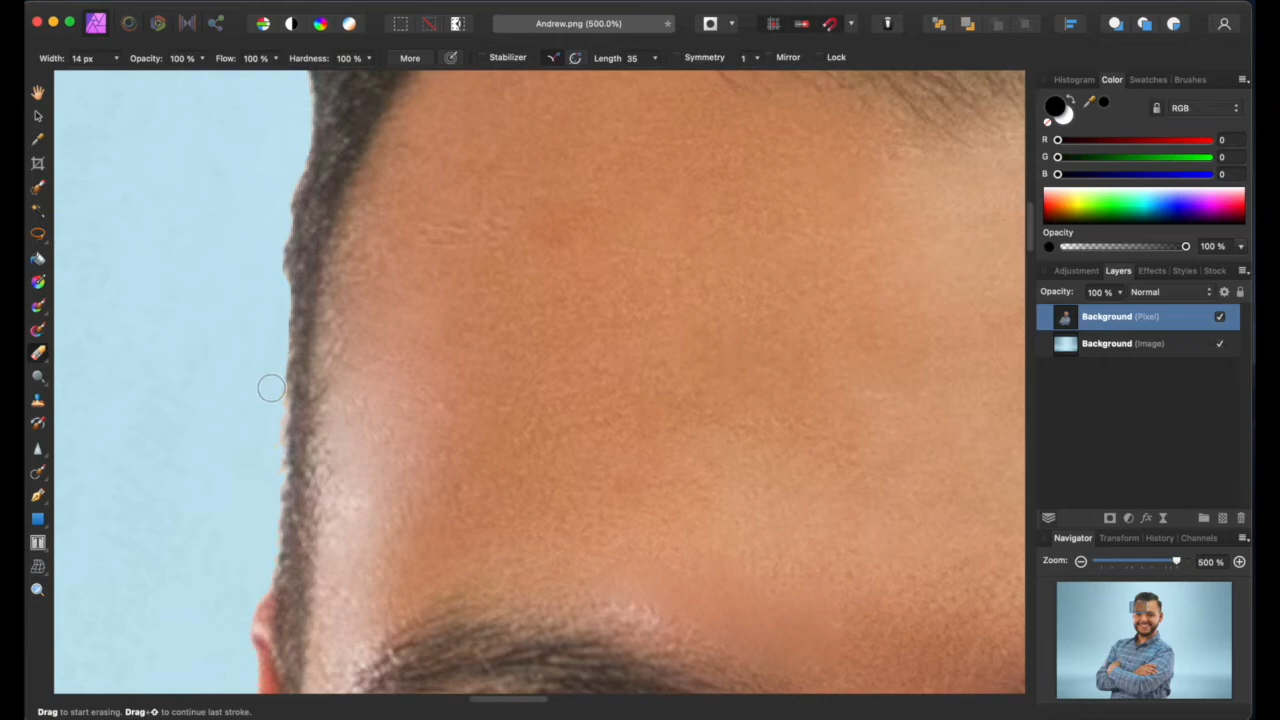 Andrew.png (500.0%)
Width: 14 px Opacity: 100 % Flow: 100 % Hardness: 100 % More Stabilizer Length 35 Symmetry 1 Mirror Lock
Histogram Color Swatches Brushes
RGB
R 0
G 0
B 0
Opacity
100 %
Adjustment Layers Effects Styles Stock
Opacity: 100 % Normal
Background (Pixel)
Background (Image)
Navigator Transform History Channels
Zoom: 500 %
Drag to start erasing. Drag+⇧ to continue last stroke.